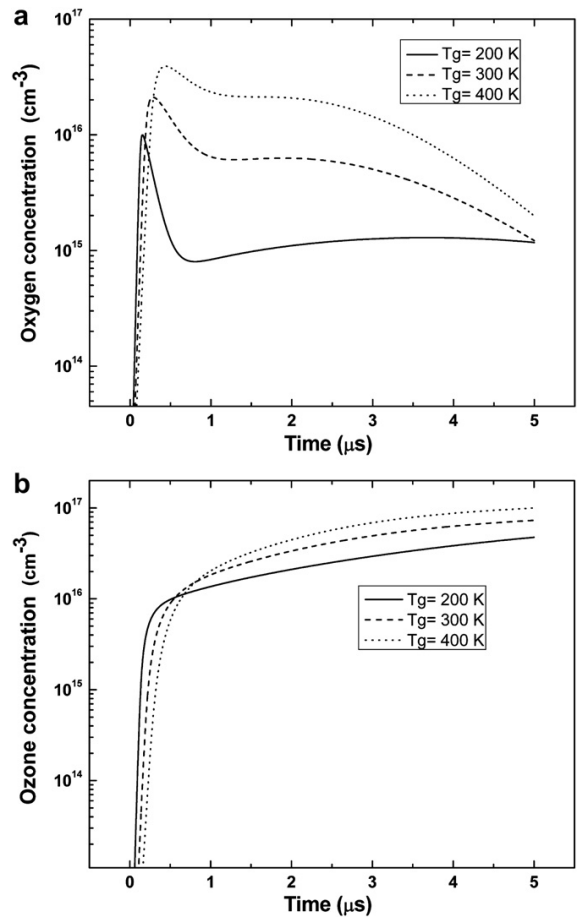 a
Oxygen concentration (cm-3)
10^17
10^16
10^15
10^14
Tg= 200 K
Tg= 300 K
Tg= 400 K
0 1 2 3 4 5
Time (μs)
b
Ozone concentration (cm-3)
10^17
10^16
10^15
10^14
Tg= 200 K
Tg= 300 K
Tg= 400 K
0 1 2 3 4 5
Time (μs)